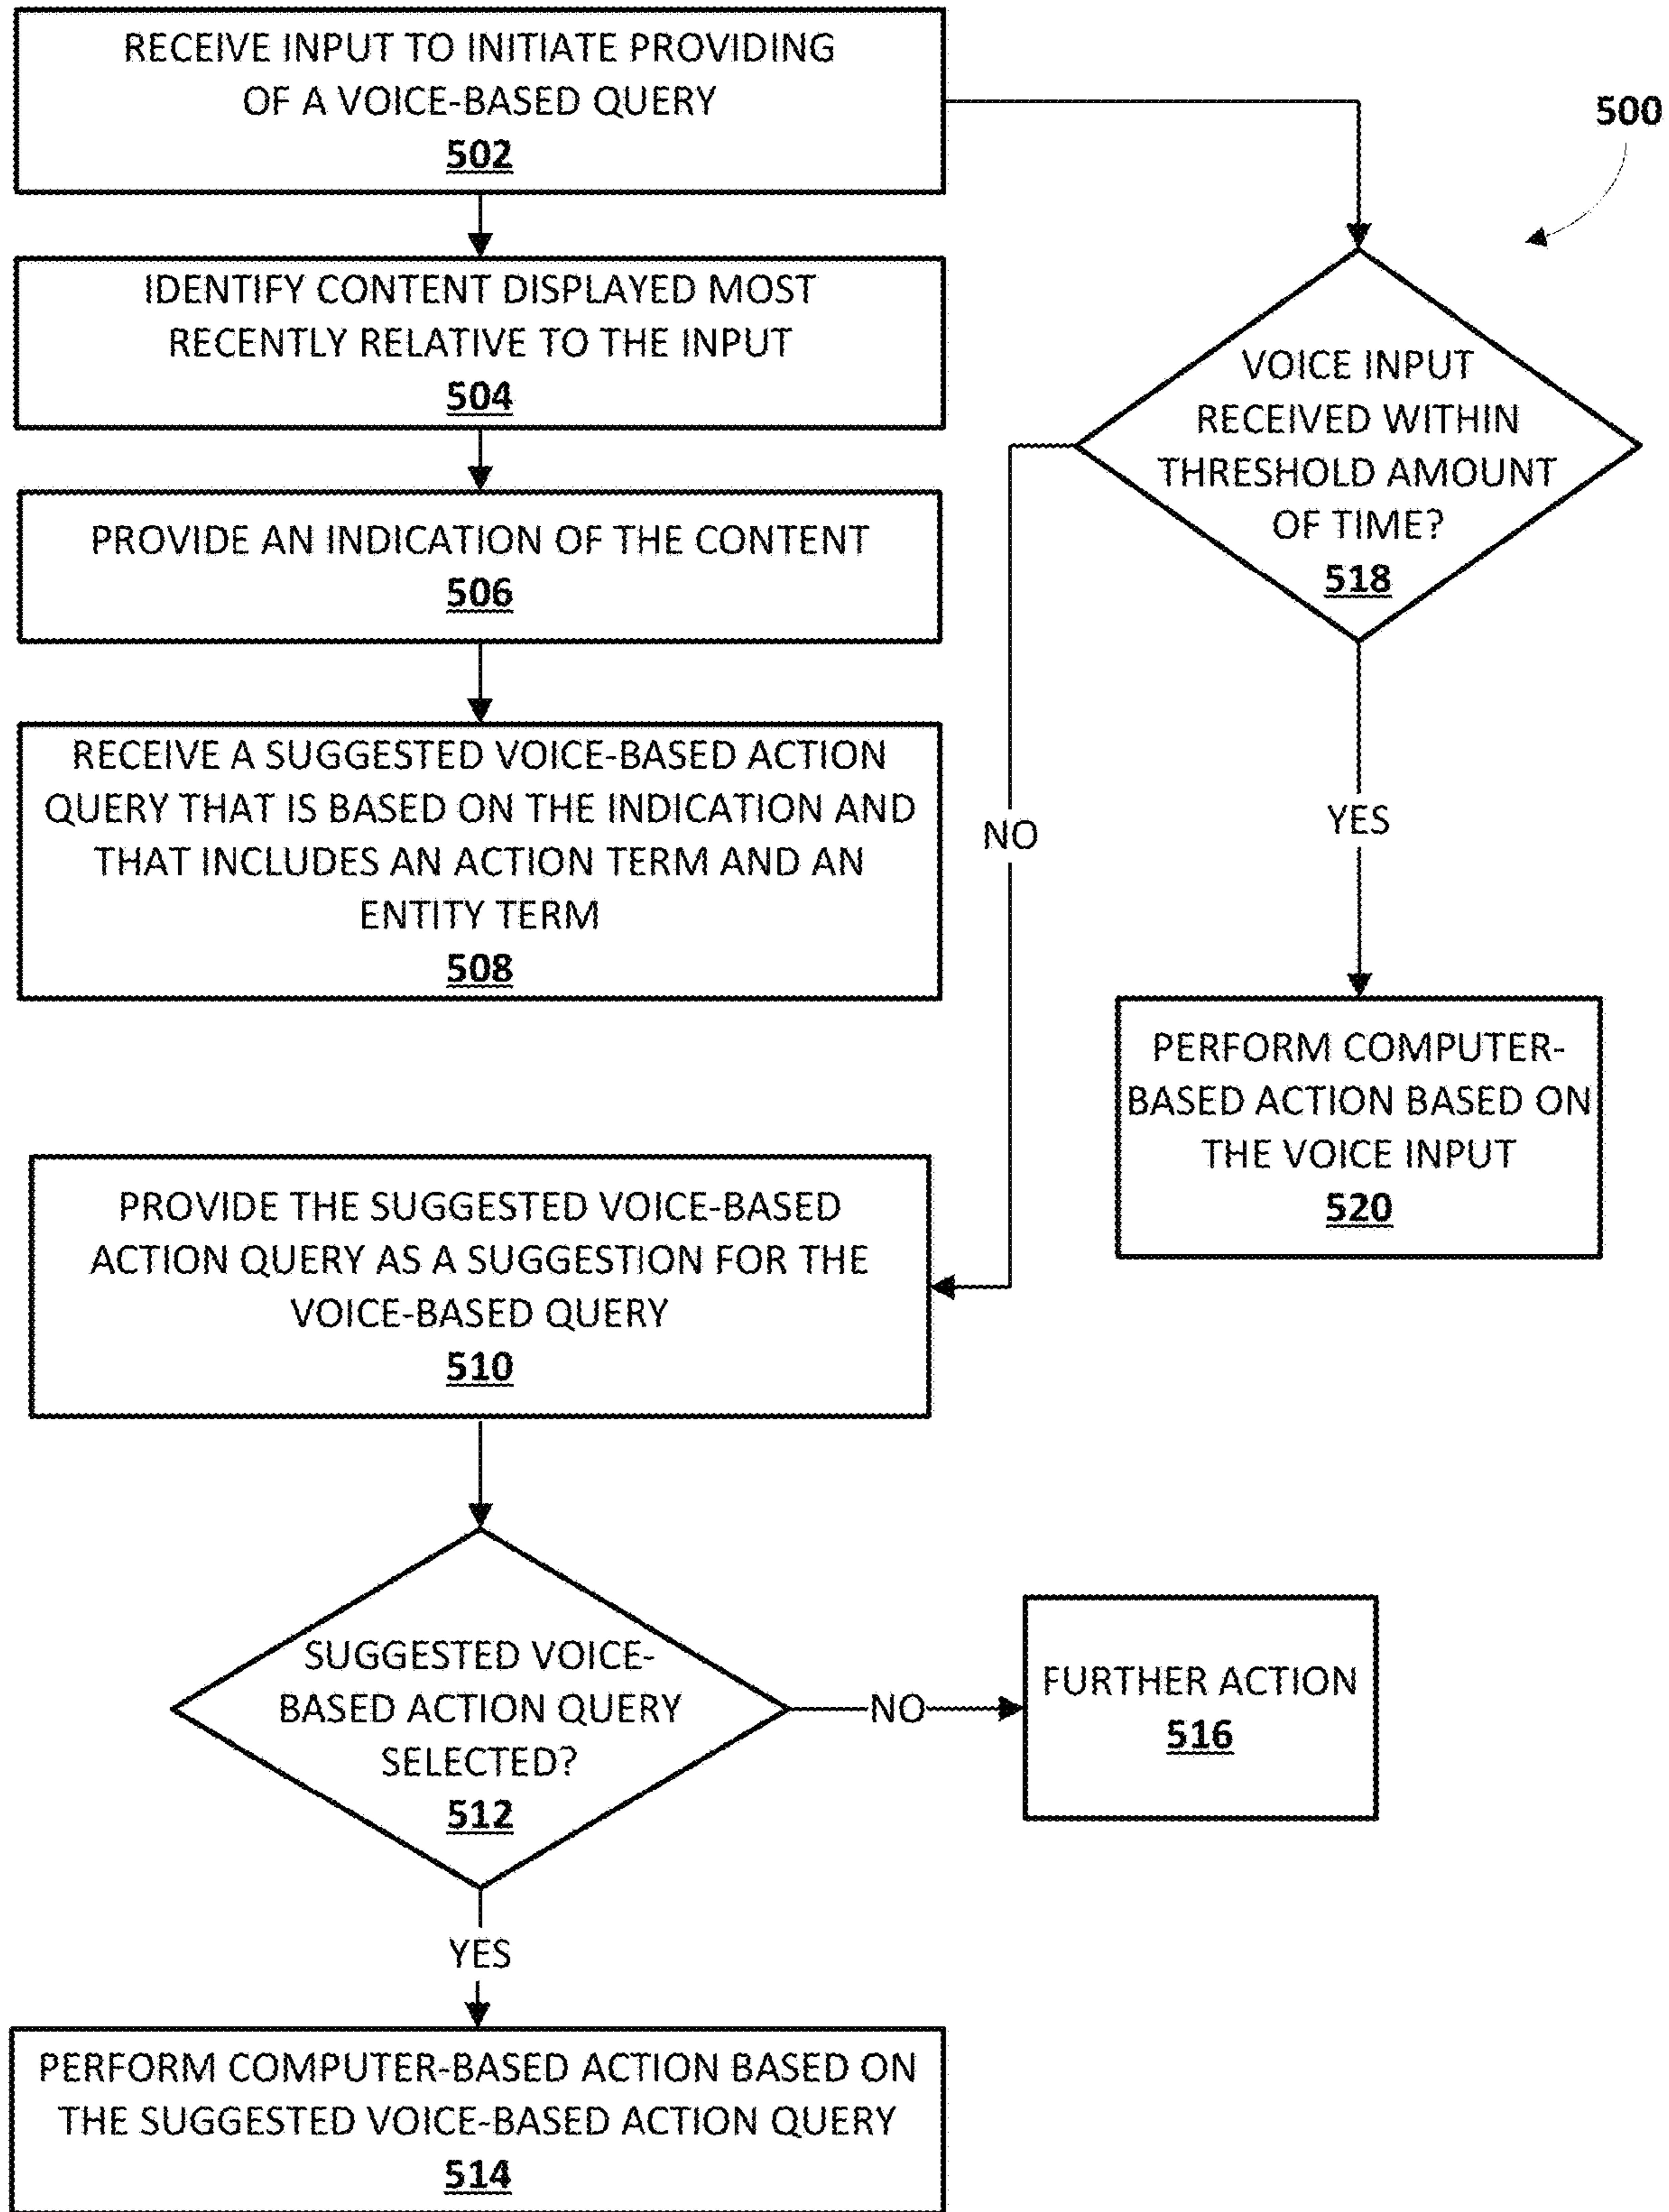 RECEIVE INPUT TO INITIATE PROVIDING
OF A VOICE-BASED QUERY
502
500
IDENTIFY CONTENT DISPLAYED MOST
RECENTLY RELATIVE TO THE INPUT
504
VOICE INPUT
RECEIVED WITHIN
THRESHOLD AMOUNT
OF TIME?
518
PROVIDE AN INDICATION OF THE CONTENT
506
RECEIVE A SUGGESTED VOICE-BASED ACTION
QUERY THAT IS BASED ON THE INDICATION AND
THAT INCLUDES AN ACTION TERM AND AN
ENTITY TERM
508
NO
YES
PERFORM COMPUTER-
BASED ACTION BASED ON
THE VOICE INPUT
520
PROVIDE THE SUGGESTED VOICE-BASED
ACTION QUERY AS A SUGGESTION FOR THE
VOICE-BASED QUERY
510
SUGGESTED VOICE-
BASED ACTION QUERY
SELECTED?
512
NO
FURTHER ACTION
516
YES
PERFORM COMPUTER-BASED ACTION BASED ON
THE SUGGESTED VOICE-BASED ACTION QUERY
514